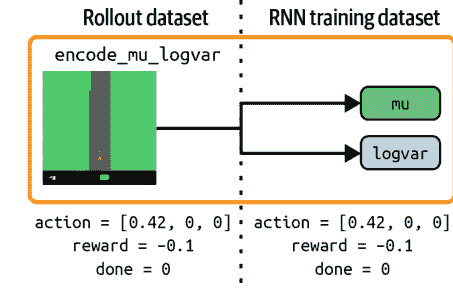 Rollout dataset
RNN training dataset
encode_mu_logvar
mu
logvar
action = [0.42, 0, 0]
reward = −0.1
done = 0
action = [0.42, 0, 0]
reward = −0.1
done = 0